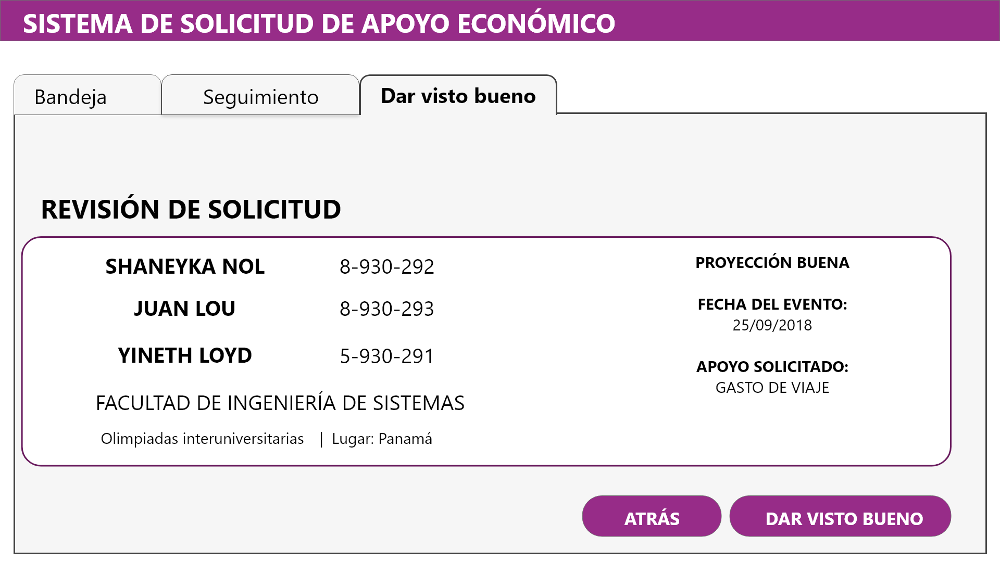 SISTEMA DE SOLICITUD DE APOYO ECONÓMICO
Bandeja
Seguimiento
Dar visto bueno
REVISIÓN DE SOLICITUD
SHANEYKA NOL 8-930-292
JUAN LOU 8-930-293
YINETH LOYD 5-930-291
FACULTAD DE INGENIERÍA DE SISTEMAS
Olimpiadas interuniversitarias | Lugar: Panamá
PROYECCIÓN BUENA
FECHA DEL EVENTO:
25/09/2018
APOYO SOLICITADO:
GASTO DE VIAJE
ATRÁS
DAR VISTO BUENO